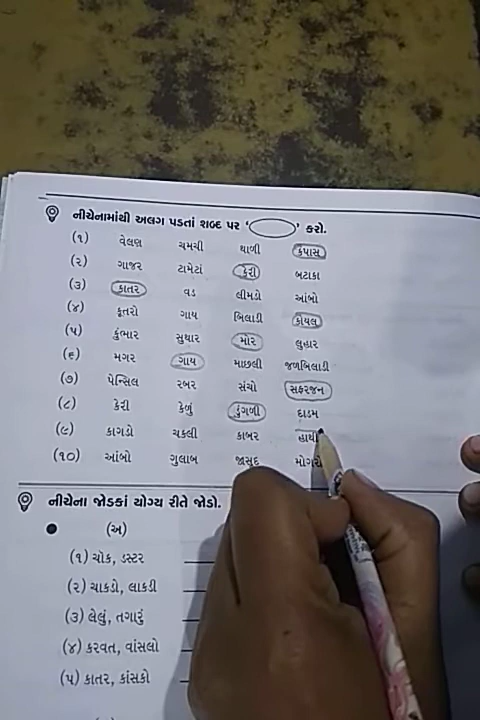 નીચેનામાંથી અલગ પડતાં શબ્દ પર ' ' કરો.
(૧) વેલણ ચમચી થાળી કંપાસ
(૨) ગાજર ટામેટાં કેરી બટાકા
(૩) કાતર વડ લીમડો આંબો
(૪) કૂતરો ગાય બિલાડી કોયલ
(૫) કુંભાર સુથાર મોર લુહાર
(૬) મગર ગાય માછલી જળબિલાડી
(૭) પેન્સિલ રબર સંચો સફરજન
(૮) કેરી કેળું ડુંગળી દાડમ
(૯) કાગડો ચકલી કાબર હાથી
(૧૦) આંબો ગુલાબ જાસૂદ મોગરો
નીચેના જોડકાં યોગ્ય રીતે જોડો.
(અ)
(૧) ચોક, ડસ્ટર
(૨) ચાકડો, લાકડી
(૩) લેલું, તગારું
(૪) કરવત, વાંસલો
(૫) કાતર, કાંસકો